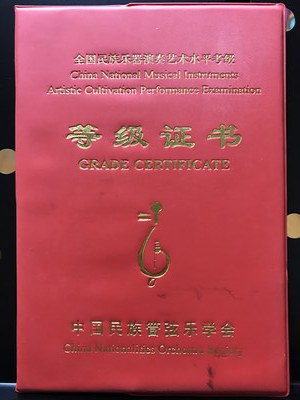 全国民族乐器演奏艺术水平考级
China National Musical Instruments
Artistic Cultivation Performance Examination
等级证书
GRADE CERTIFICATE
中国民族管弦乐学会
China Nationalities Orchestra Society